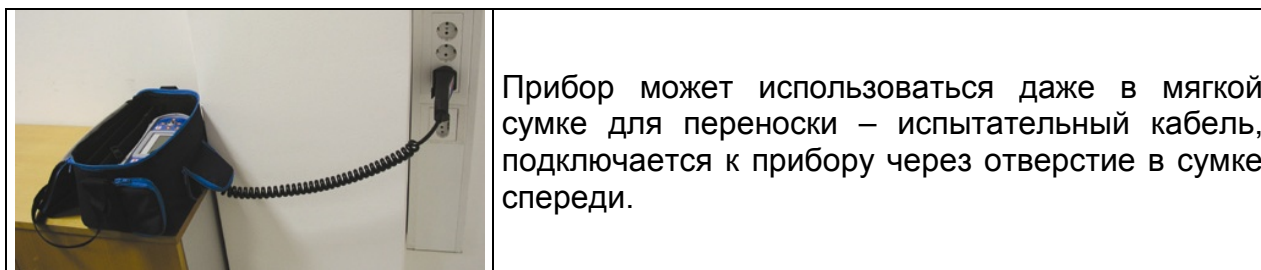 Прибор может использоваться даже в мягкой
сумке для переноски – испытательный кабель,
подключается к прибору через отверстие в сумке
спереди.